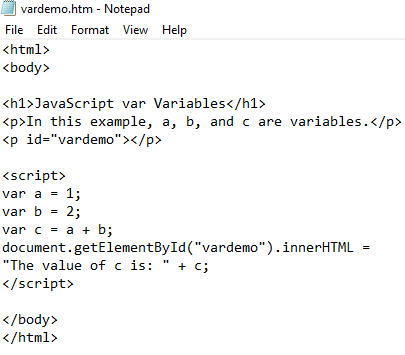 vardemo.htm - Notepad
File Edit Format View Help
<html>
<body>
<h1>JavaScript var Variables</h1>
<p>In this example, a, b, and c are variables.</p>
<p id="vardemo"></p>
<script>
var a = 1;
var b = 2;
var c = a + b;
document.getElementById("vardemo").innerHTML =
"The value of c is: " + c;
</script>
</body>
</html>